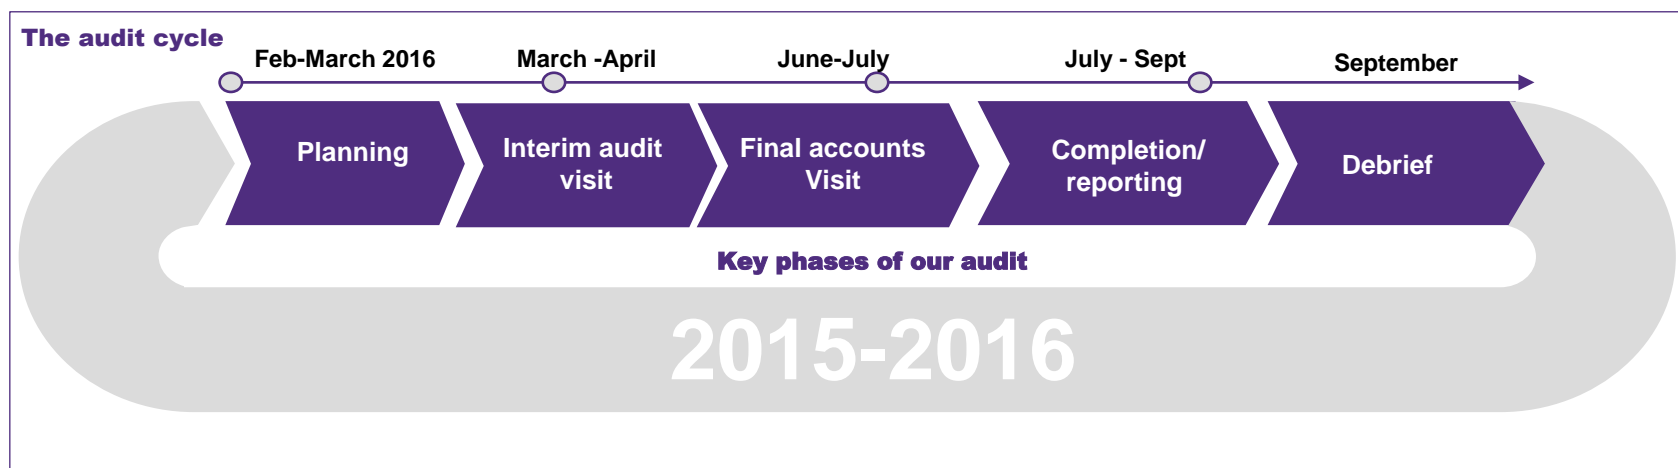 The audit cycle
Feb-March 2016
March -April
June-July
July - Sept
September
Planning
Interim audit
visit
Final accounts
Visit
Completion/
reporting
Debrief
Key phases of our audit
2015-2016